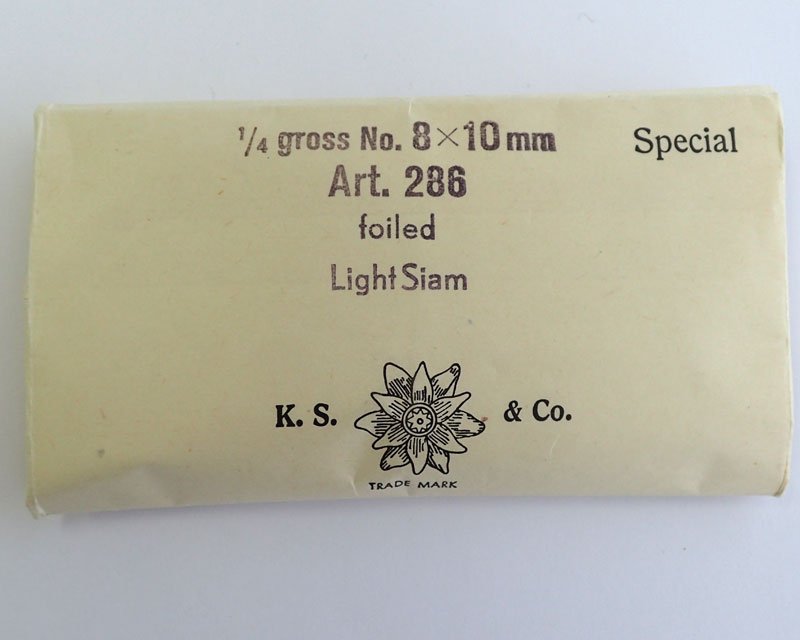 1/4 gross No. 8×10 mm
Special
Art. 286
foiled
Light Siam
K. S. & Co.
TRADE MARK